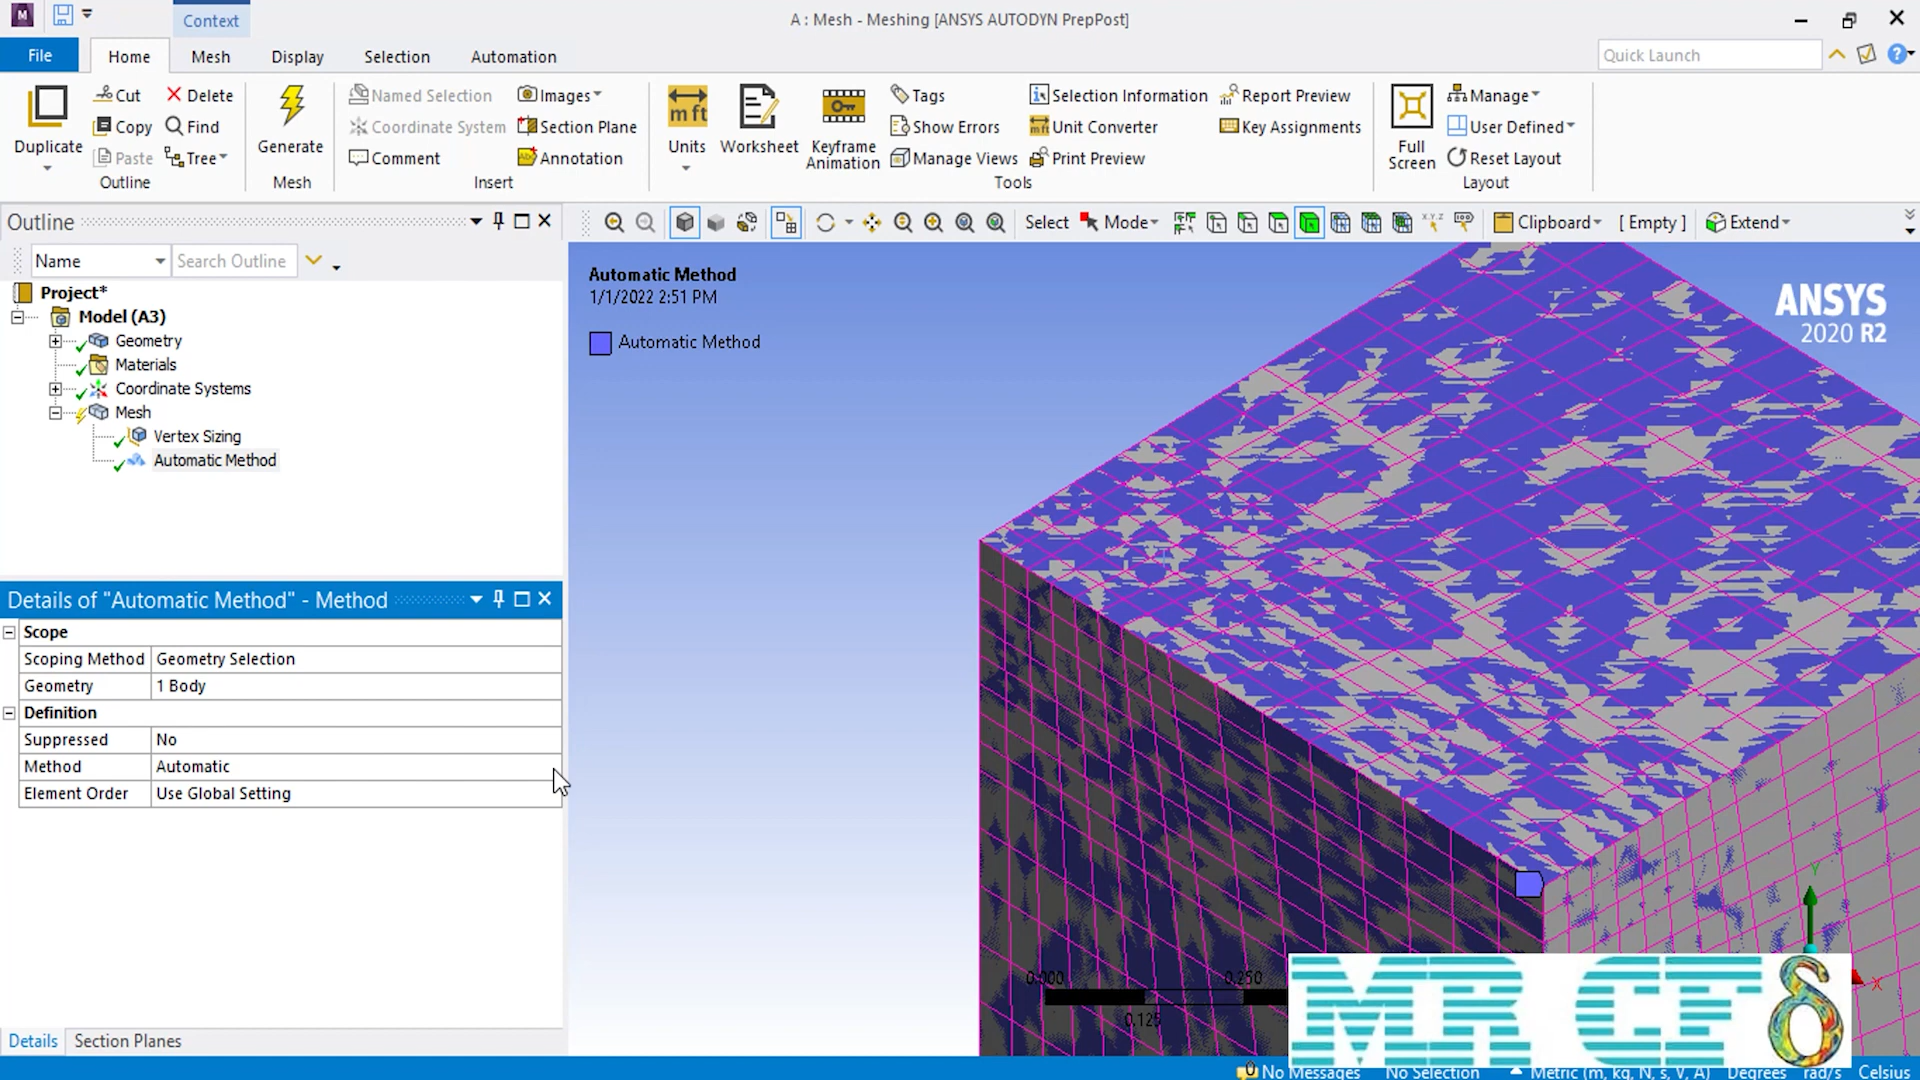 Context
A : Mesh - Meshing [ANSYS AUTODYN PrepPost]
File
Home
Mesh
Display
Selection
Automation
Quick Launch
Duplicate
Cut
Copy
Paste
Delete
Find
Tree
Outline
Generate
Mesh
Named Selection
Coordinate System
Comment
Images
Section Plane
Annotation
Insert
Units
Worksheet
Keyframe
Animation
Tags
Show Errors
Manage Views
Selection Information
Unit Converter
Print Preview
Report Preview
Key Assignments
Tools
Full
Screen
Manage
User Defined
Reset Layout
Layout
Outline
Select
Mode
Clipboard
[ Empty ]
Extend
Name
Search Outline
Project*
Model (A3)
Geometry
Materials
Coordinate Systems
Mesh
Vertex Sizing
Automatic Method
Details of "Automatic Method" - Method
Scope
Scoping Method Geometry Selection
Geometry 1 Body
Definition
Suppressed No
Method Automatic
Element Order Use Global Setting
Details
Section Planes
Automatic Method
1/1/2022 2:51 PM
Automatic Method
ANSYS
2020 R2
Y
X
0.000
0.250
0.125
MR CF
No Messages
No Selection
Metric (m, kg, N, s, V, A)
Degrees
rad/s
Celsius